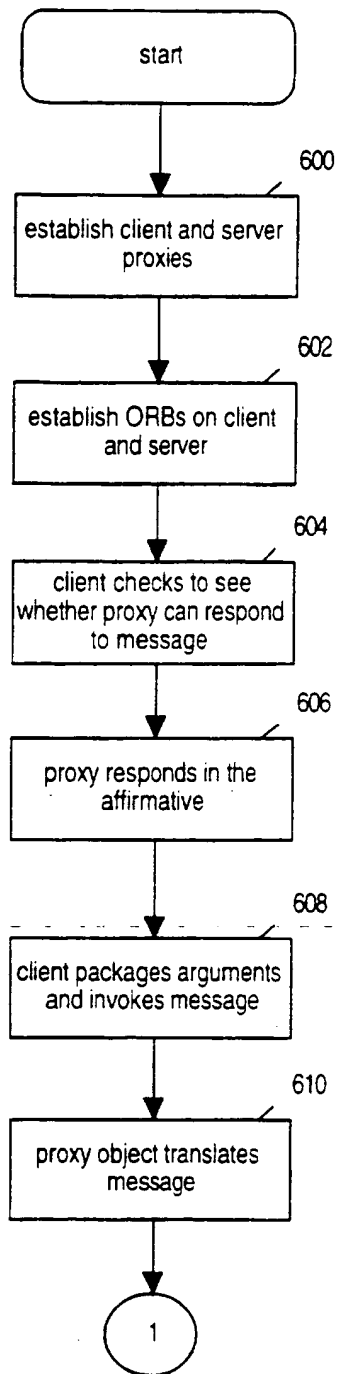 start
600
establish client and server
proxies
602
establish ORBs on client
and server
604
client checks to see
whether proxy can respond
to message
606
proxy responds in the
affirmative
608
client packages arguments
and invokes message
610
proxy object translates
message
1